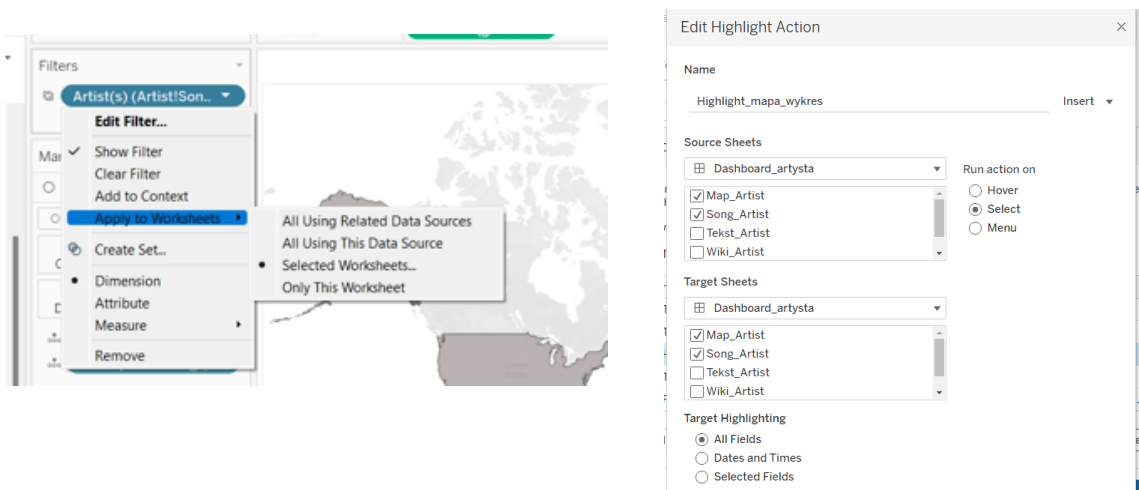 Filters
Artist(s) (Artist!Son..
Edit Filter...
Mar
Show Filter
Clear Filter
Add to Context
Apply to Worksheets
Create Set...
Dimension
Attribute
Measure
Remove
All Using Related Data Sources
All Using This Data Source
Selected Worksheets...
Only This Worksheet
Edit Highlight Action
Name
Highlight_mapa_wykres
Insert
Source Sheets
Dashboard_artysta
Map_Artist
Song_Artist
Tekst_Artist
Wiki_Artist
Run action on
Hover
Select
Menu
Target Sheets
Dashboard_artysta
Map_Artist
Song_Artist
Tekst_Artist
Wiki_Artist
Target Highlighting
All Fields
Dates and Times
Selected Fields